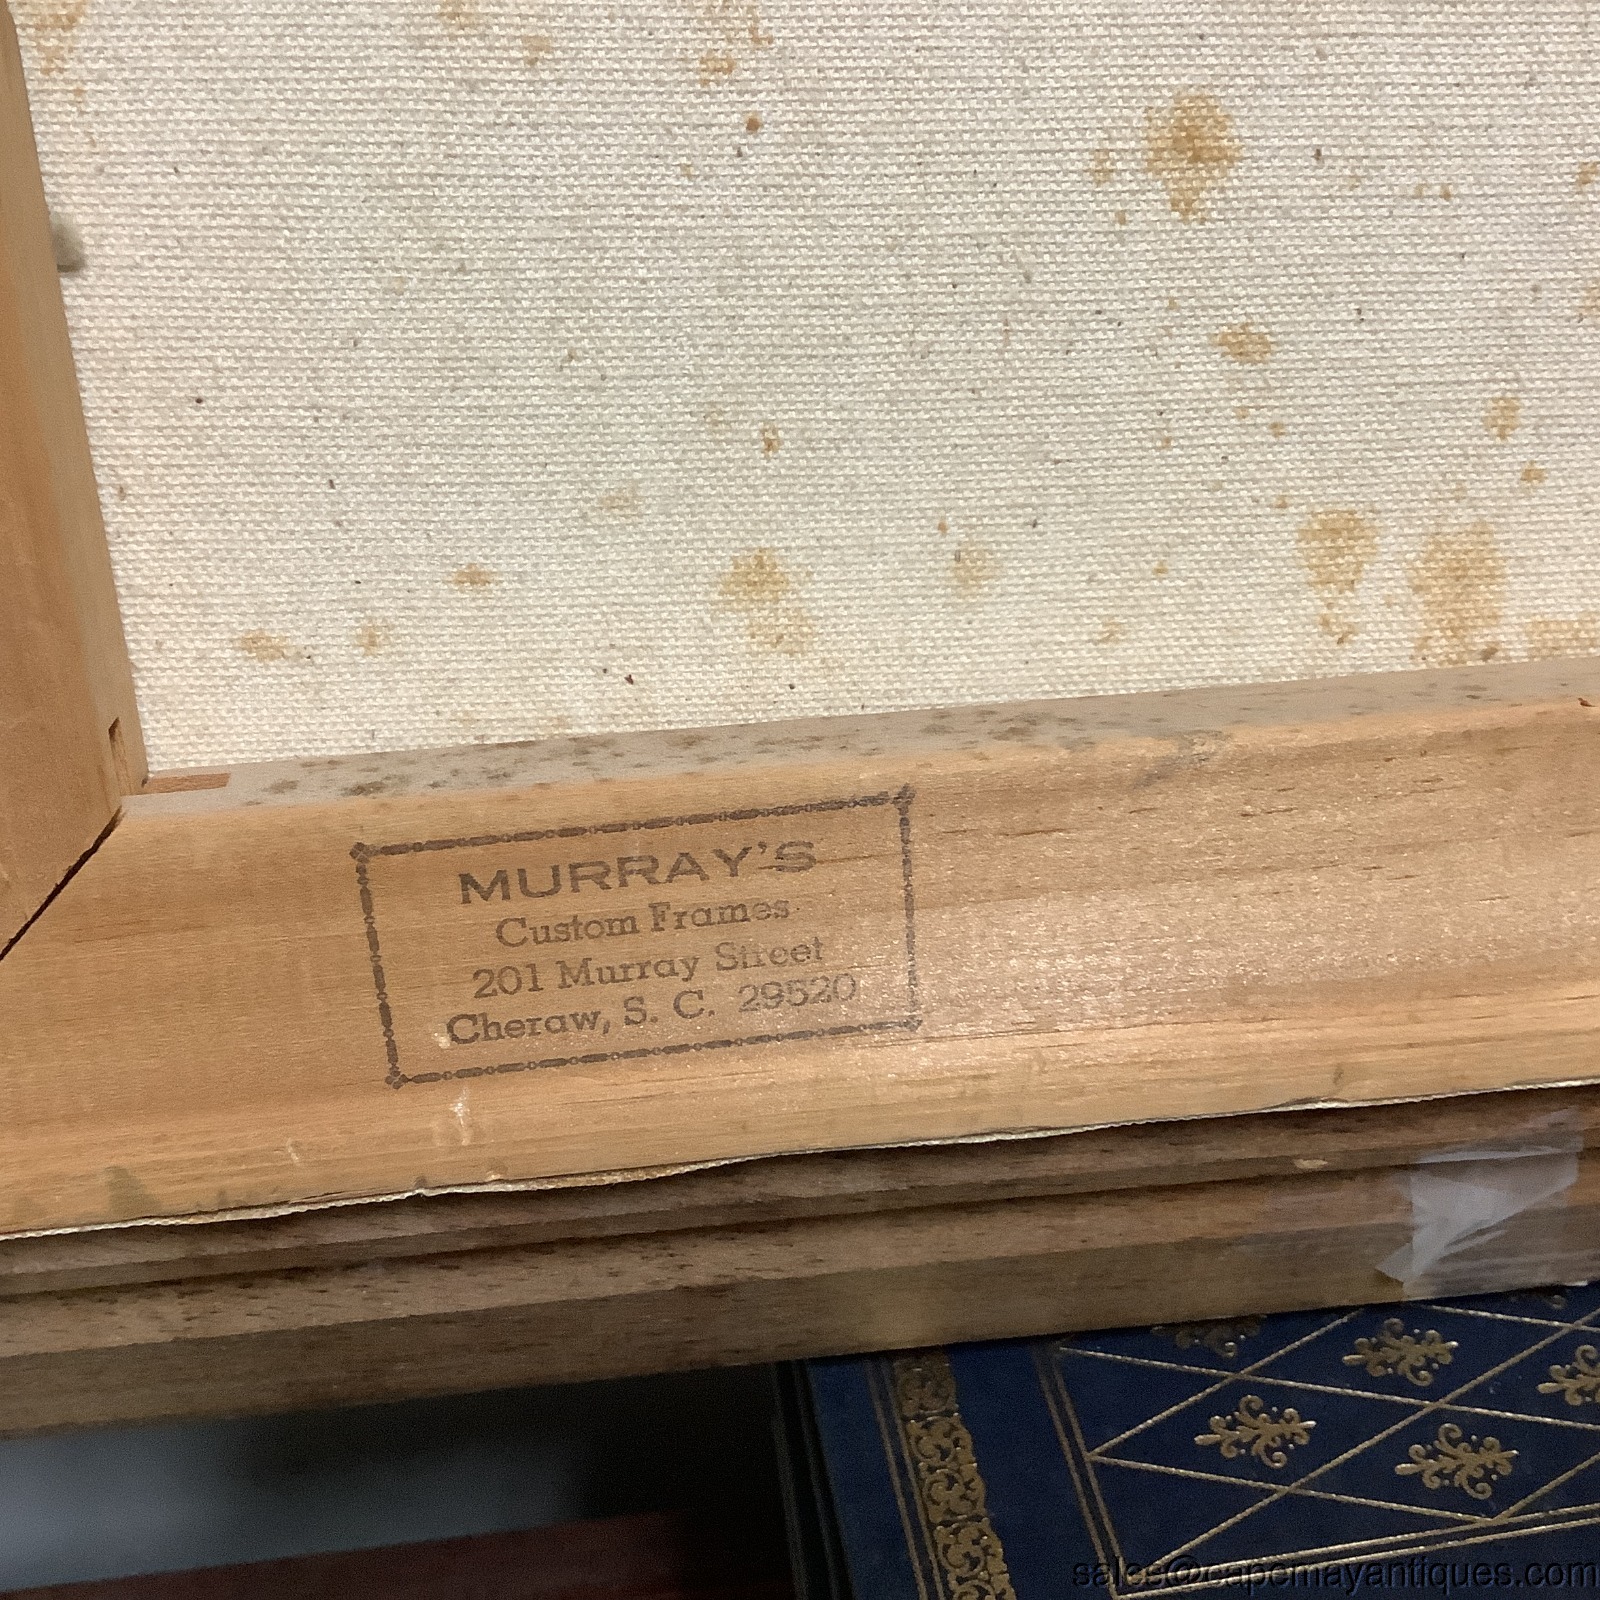 MURRAY'S
Custom Frames
201 Murray Street
Cheraw, S. C. 29520
sales@capemayantiques.com